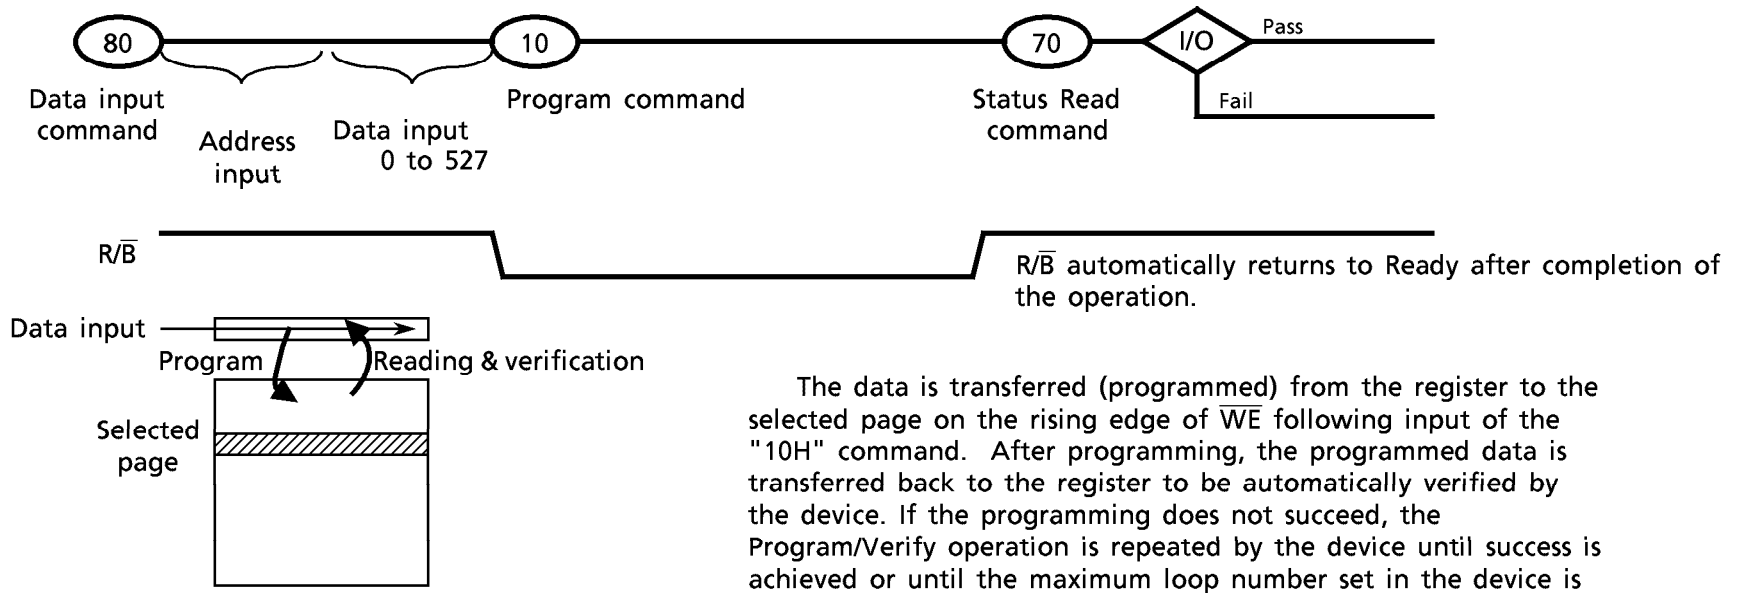 80
10
70
I/O
Pass
Fail
Data input
command
Address
input
Data input
0 to 527
Program command
Status Read
command
R/B̅
R/B̅ automatically returns to Ready after completion of
the operation.
Data input
Program
Reading & verification
Selected
page
The data is transferred (programmed) from the register to the
selected page on the rising edge of W̅E̅ following input of the
"10H" command. After programming, the programmed data is
transferred back to the register to be automatically verified by
the device. If the programming does not succeed, the
Program/Verify operation is repeated by the device until success is
achieved or until the maximum loop number set in the device is